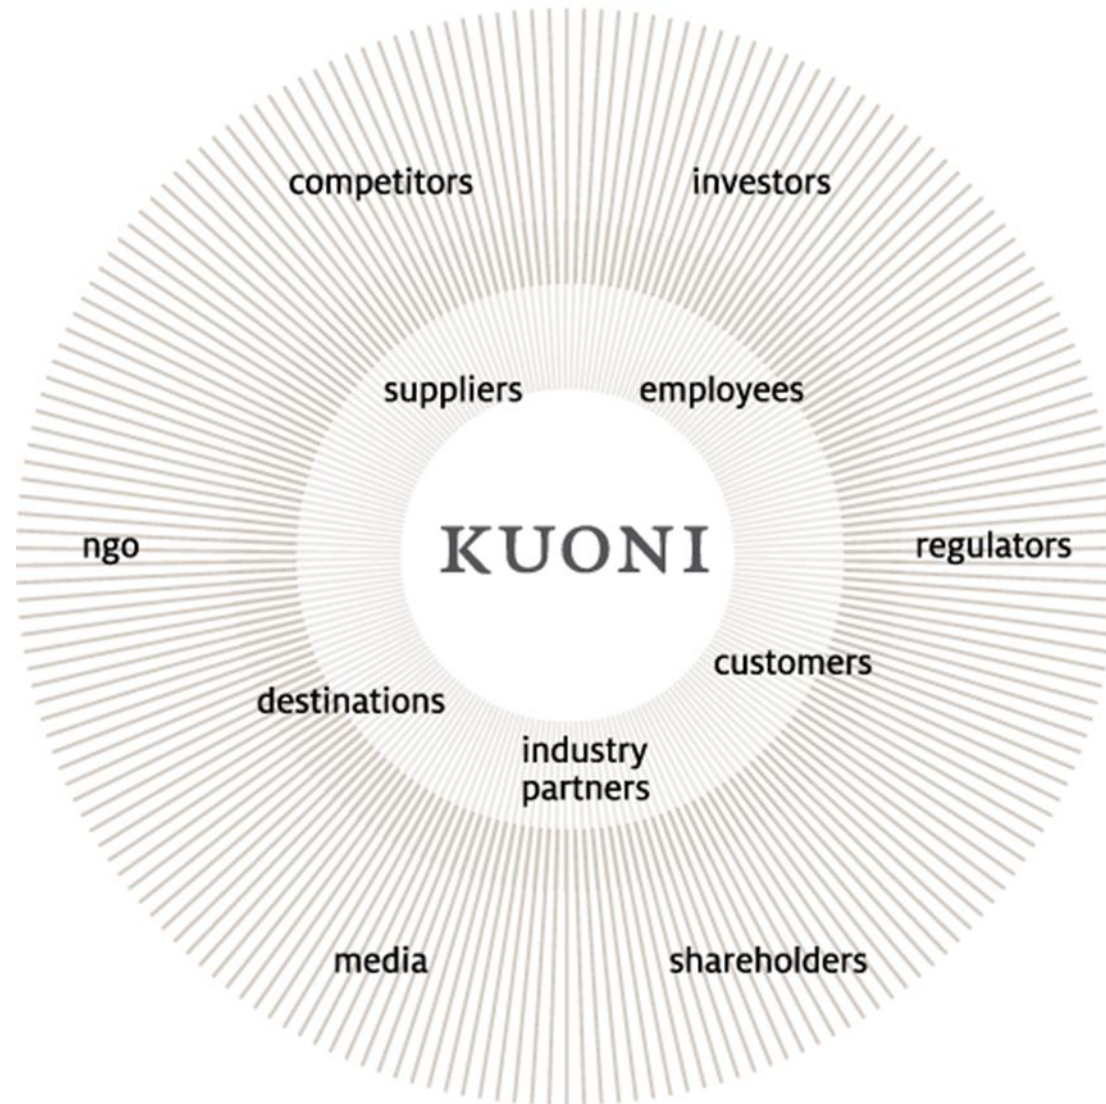 competitors
investors
suppliers
employees
KUONI
ngo
regulators
customers
destinations
industry
partners
media
shareholders